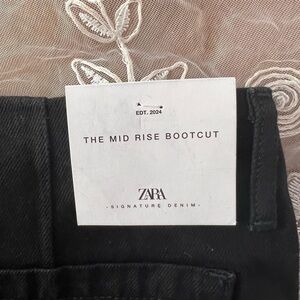 EDT. 2024
THE MID RISE BOOTCUT
ZARA
- SIGNATURE DENIM -